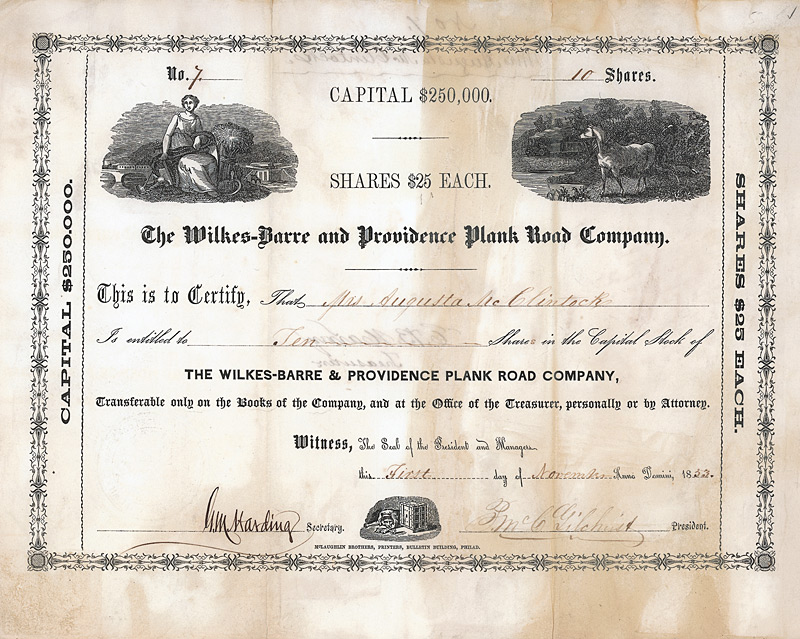 No. 7.
10 Shares.
CAPITAL $250,000.
SHARES $25 EACH.
CAPITAL $250.000.
SHARES $25 EACH.
The Wilkes-Barre and Providence Plank Road Company.
This is to Certify, That Mrs Augusta McClintock
Is entitled to Ten Shares in the Capital Stock of
THE WILKES-BARRE & PROVIDENCE PLANK ROAD COMPANY,
Transferable only on the Books of the Company, and at the Office of the Treasurer, personally or by Attorney.
Witness, The Seal of the President and Managers
this First day of November Anno Domini, 1853.
Harding Secretary.
Gilchrist President.
McLAUGHLIN BROTHERS, PRINTERS, BULLETIN BUILDING, PHILAD.